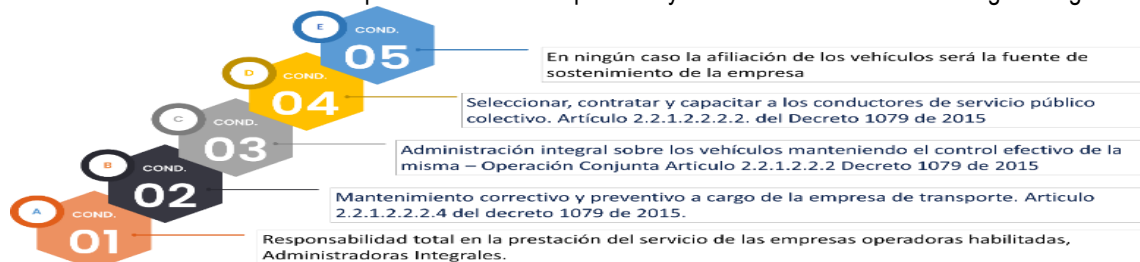 E
COND.
05
En ningún caso la afiliación de los vehículos será la fuente de
sostenimiento de la empresa
D
COND.
04
Seleccionar, contratar y capacitar a los conductores de servicio público
colectivo. Artículo 2.2.1.2.2.2.2. del Decreto 1079 de 2015
C
COND.
03
Administración integral sobre los vehículos manteniendo el control efectivo de la
misma – Operación Conjunta Articulo 2.2.1.2.2.2 Decreto 1079 de 2015
B
COND.
02
Mantenimiento correctivo y preventivo a cargo de la empresa de transporte. Articulo
2.2.1.2.2.2.4 del decreto 1079 de 2015.
A
COND.
01
Responsabilidad total en la prestación del servicio de las empresas operadoras habilitadas,
Administradoras Integrales.